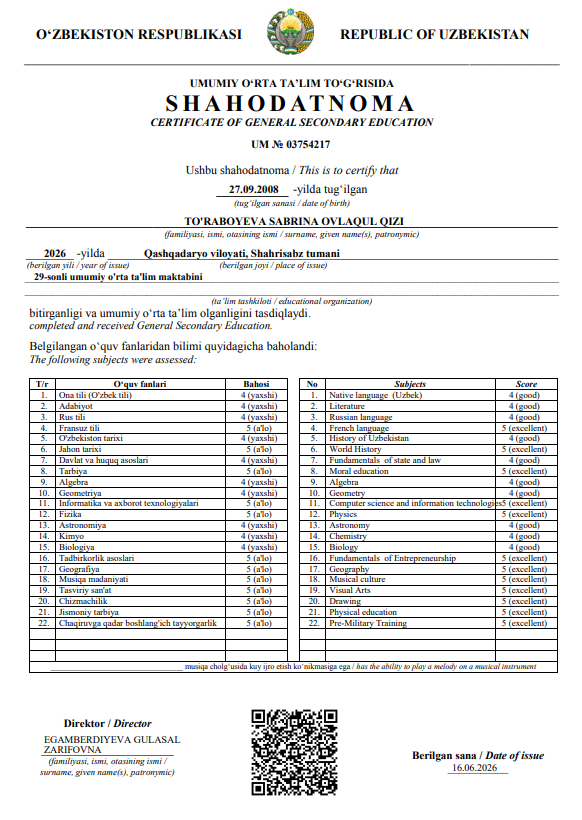 O‘ZBEKISTON RESPUBLIKASI REPUBLIC OF UZBEKISTAN
UMUMIY O‘RTA TA’LIM TO‘G‘RISIDA
SHAHODATNOMA
CERTIFICATE OF GENERAL SECONDARY EDUCATION
UM № 03754217
Ushbu shahodatnoma / This is to certify that
27.09.2008 -yilda tug‘ilgan
(tug‘ilgan sanasi / date of birth)
TO'RABOYEVA SABRINA OVLAQUL QIZI
(familiyasi, ismi, otasining ismi / surname, given name(s), patronymic)
2026 -yilda Qashqadaryo viloyati, Shahrisabz tumani
(berilgan yili / year of issue) (berilgan joyi / place of issue)
29-sonli umumiy o'rta ta'lim maktabini
(ta’lim tashkiloti / educational organization)
bitirganligi va umumiy o‘rta ta’lim olganligini tasdiqlaydi.
completed and received General Secondary Education.
Belgilangan o‘quv fanlaridan bilimi quyidagicha baholandi:
The following subjects were assessed:
T/r O‘quv fanlari Bahosi No Subjects Score
1. Ona tili (O'zbek tili) 4 (yaxshi) 1. Native language (Uzbek) 4 (good)
2. Adabiyot 4 (yaxshi) 2. Literature 4 (good)
3. Rus tili 4 (yaxshi) 3. Russian language 4 (good)
4. Fransuz tili 5 (a'lo) 4. French language 5 (excellent)
5. O'zbekiston tarixi 4 (yaxshi) 5. History of Uzbekistan 4 (good)
6. Jahon tarixi 5 (a'lo) 6. World History 5 (excellent)
7. Davlat va huquq asoslari 4 (yaxshi) 7. Fundamentals of state and law 4 (good)
8. Tarbiya 5 (a'lo) 8. Moral education 5 (excellent)
9. Algebra 4 (yaxshi) 9. Algebra 4 (good)
10. Geometriya 4 (yaxshi) 10. Geometry 4 (good)
11. Informatika va axborot texnologiyalari 5 (a'lo) 11. Computer science and information technologies 5 (excellent)
12. Fizika 5 (a'lo) 12. Physics 5 (excellent)
13. Astronomiya 4 (yaxshi) 13. Astronomy 4 (good)
14. Kimyo 4 (yaxshi) 14. Chemistry 4 (good)
15. Biologiya 4 (yaxshi) 15. Biology 4 (good)
16. Tadbirkorlik asoslari 5 (a'lo) 16. Fundamentals of Entrepreneurship 5 (excellent)
17. Geografiya 5 (a'lo) 17. Geography 5 (excellent)
18. Musiqa madaniyati 5 (a'lo) 18. Musical culture 5 (excellent)
19. Tasviriy san'at 5 (a'lo) 19. Visual Arts 5 (excellent)
20. Chizmachilik 5 (a'lo) 20. Drawing 5 (excellent)
21. Jismoniy tarbiya 5 (a'lo) 21. Physical education 5 (excellent)
22. Chaqiruvga qadar boshlang'ich tayyorgarlik 5 (a'lo) 22. Pre-Military Training 5 (excellent)
musiqa cholg‘usida kuy ijro etish ko‘nikmasiga ega / has the ability to play a melody on a musical instrument
Direktor / Director
EGAMBERDIYEVA GULASAL
ZARIFOVNA
(familiyasi, ismi, otasining ismi /
surname, given name(s), patronymic)
Berilgan sana / Date of issue
16.06.2026